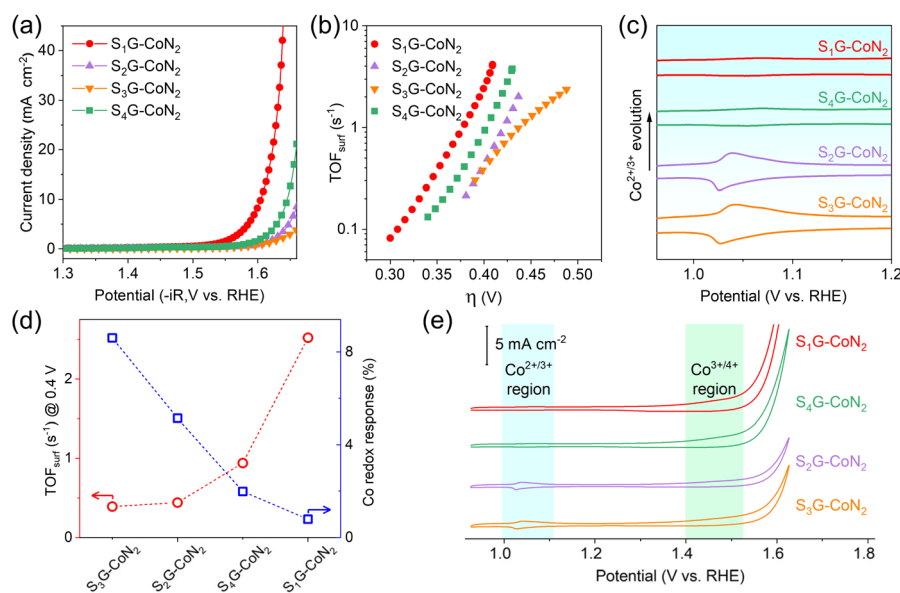 (a)
S₁G-CoN₂
S₂G-CoN₂
S₃G-CoN₂
S₄G-CoN₂
Current density (mA cm⁻²)
40
30
20
10
0
1.3 1.4 1.5 1.6
Potential (-iR,V vs. RHE)
(b)
S₁G-CoN₂
S₂G-CoN₂
S₃G-CoN₂
S₄G-CoN₂
TOFsurf (s⁻¹)
10
1
0.1
0.30 0.35 0.40 0.45 0.50
η (V)
(c)
S₁G-CoN₂
S₄G-CoN₂
S₂G-CoN₂
S₃G-CoN₂
Co²⁺/³⁺ evolution
1.0 1.1 1.2
Potential (V vs. RHE)
(d)
TOFsurf (s⁻¹) @ 0.4 V
2
1
0
8
4
0
Co redox response (%)
S₃G-CoN₂ S₂G-CoN₂ S₄G-CoN₂ S₁G-CoN₂
(e)
5 mA cm⁻²
Co²⁺/³⁺
region
Co³⁺/⁴⁺
region
S₁G-CoN₂
S₄G-CoN₂
S₂G-CoN₂
S₃G-CoN₂
1.0 1.2 1.4 1.6 1.8
Potential (V vs. RHE)